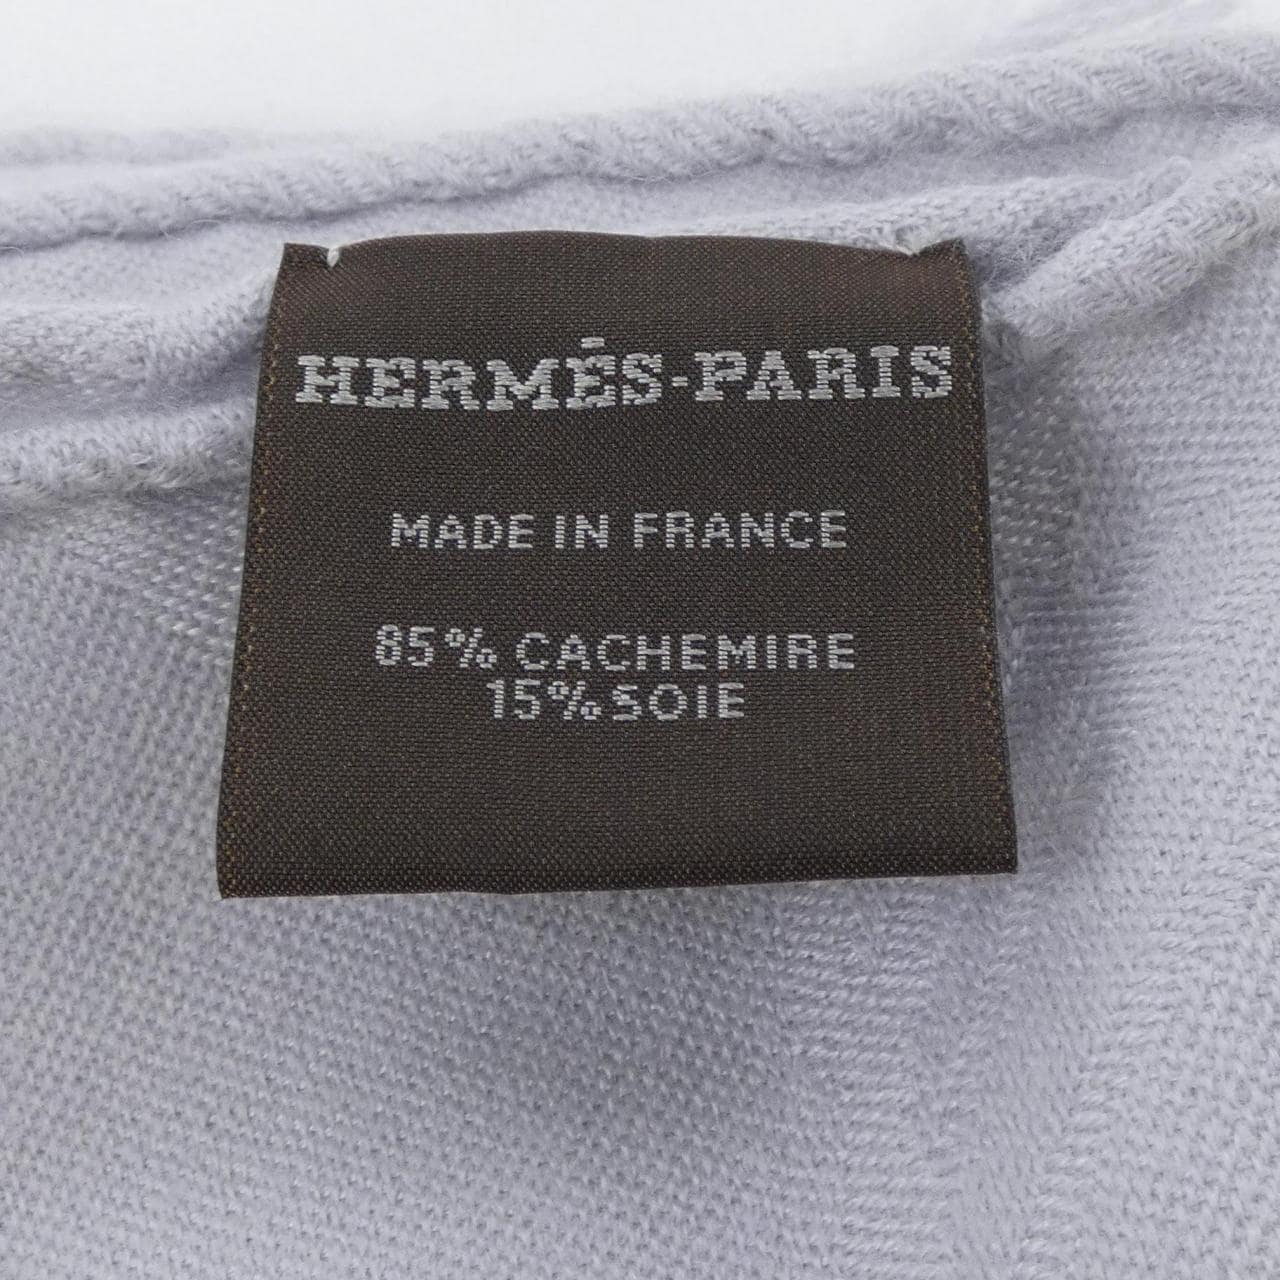 HERMÈS-PARIS
MADE IN FRANCE
85% CACHEMIRE
15% SOIE